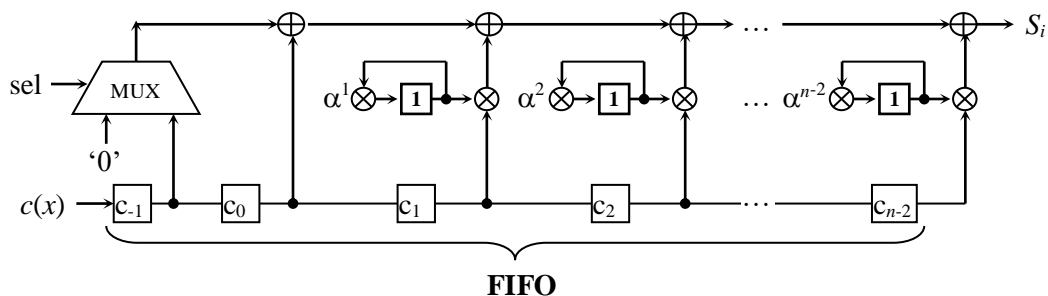 … S_i
sel MUX α^1 1 α^2 1 … α^{n-2} 1
‘0’
c(x) c_{-1} c_0 c_1 c_2 … c_{n-2}
FIFO